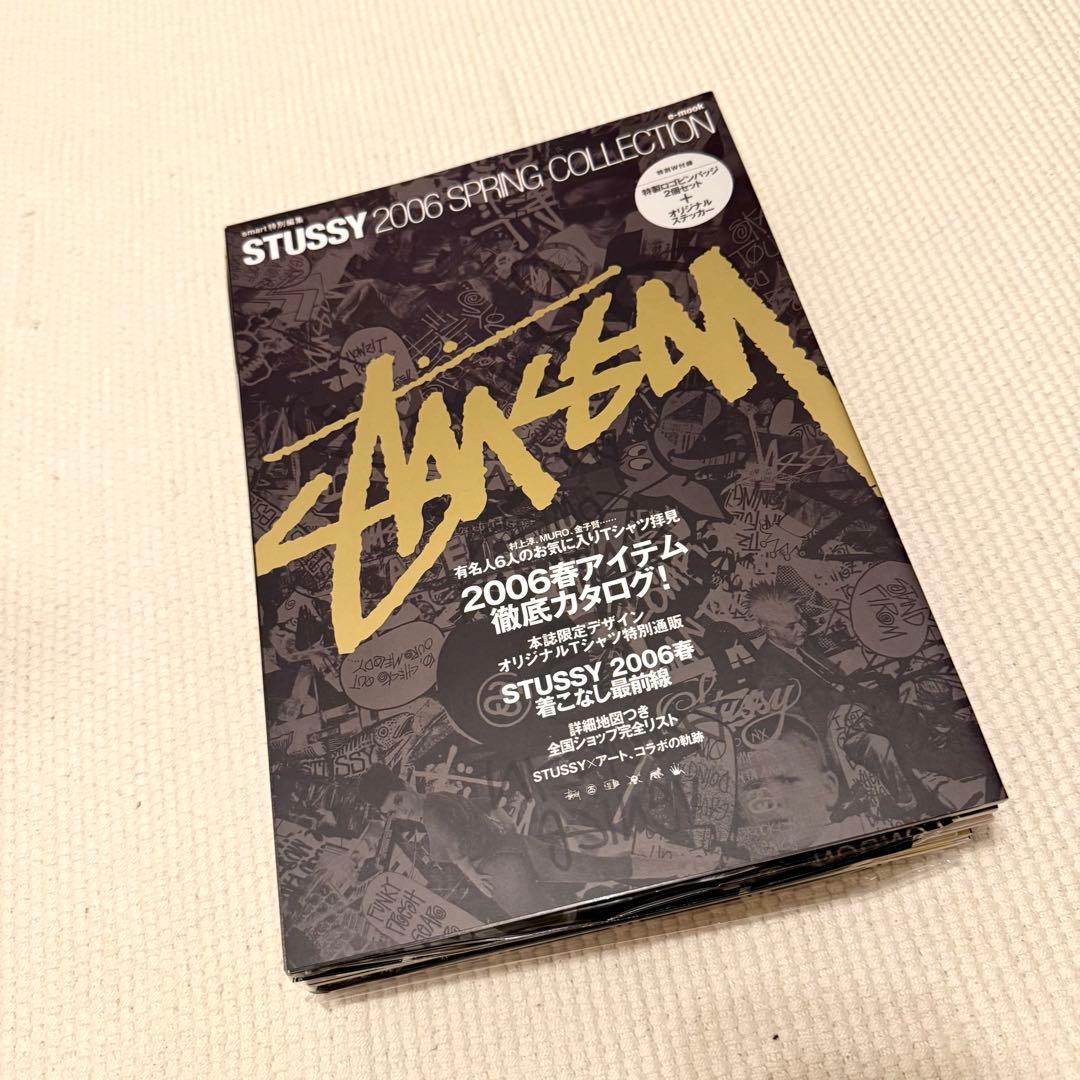 smart特別編集
e-mook
STUSSY 2006 SPRING COLLECTION
特別W付録
特製ロゴピンバッジ
2個セット
+
オリジナル
ステッカー
Stüssy
村上淳、MURO、金子賢……
有名人6人のお気に入りTシャツ拝見
2006春アイテム
徹底カタログ!
本誌限定デザイン
オリジナルTシャツ特別通販
STUSSY 2006春
着こなし最前線
詳細地図つき
全国ショップ完全リスト
STUSSY×アート、コラボの軌跡
Stussy
STUSSY
FUNKY
FRESH
GEARO